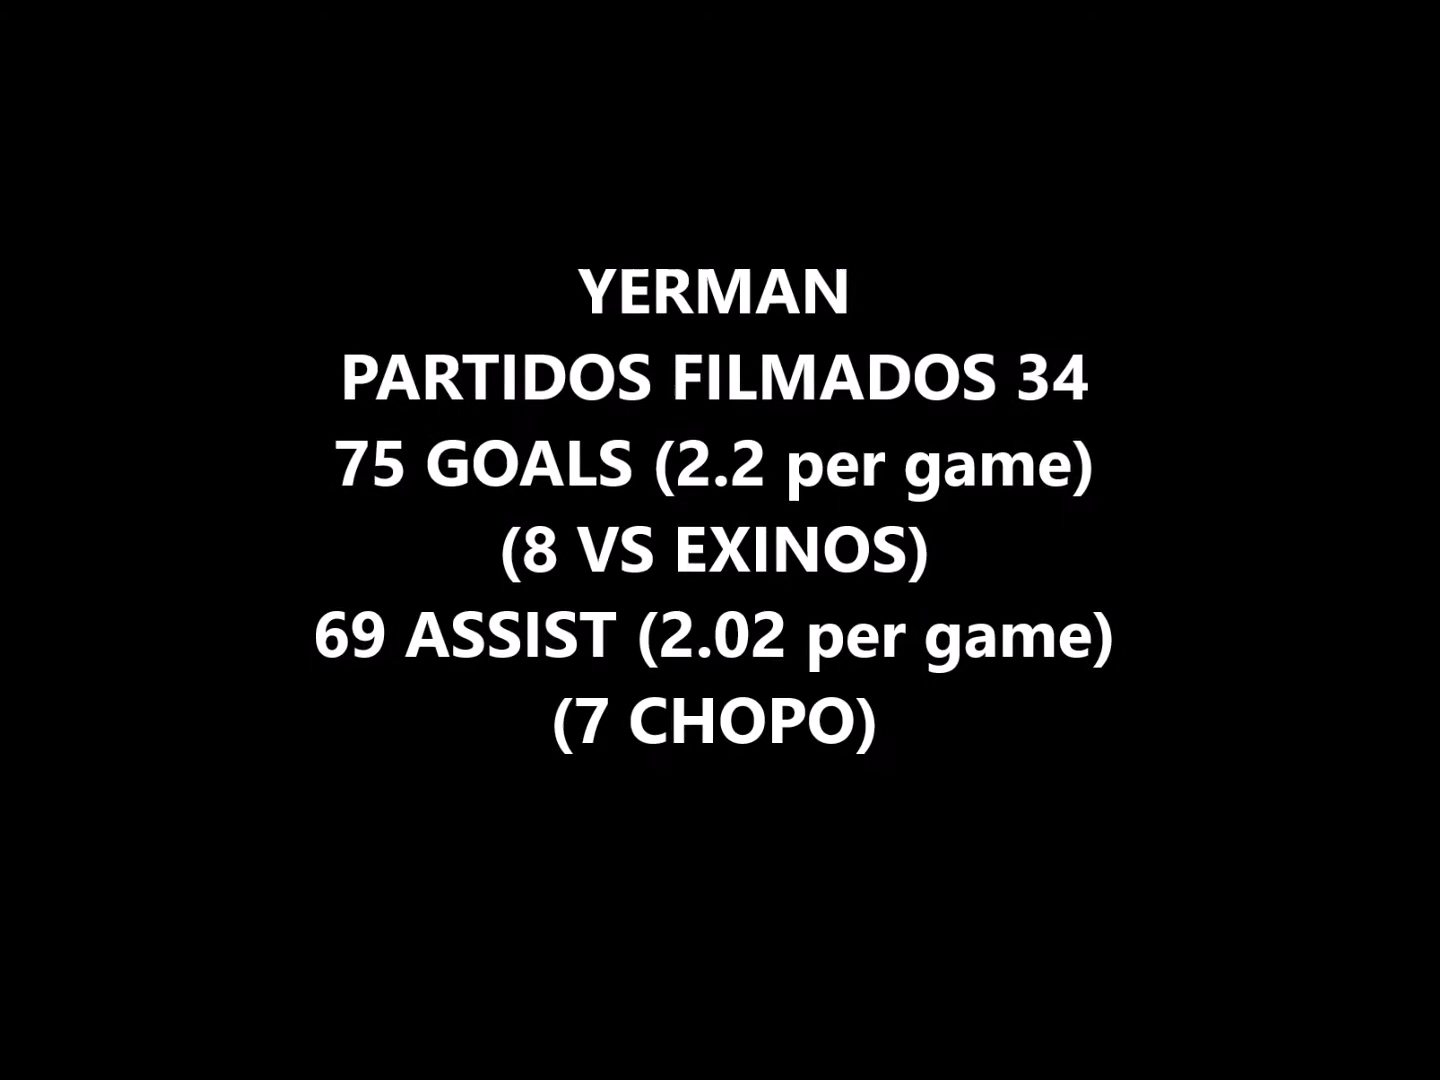 YERMAN
PARTIDOS FILMADOS 34
75 GOALS (2.2 per game)
(8 VS EXINOS)
69 ASSIST (2.02 per game)
(7 CHOPO)